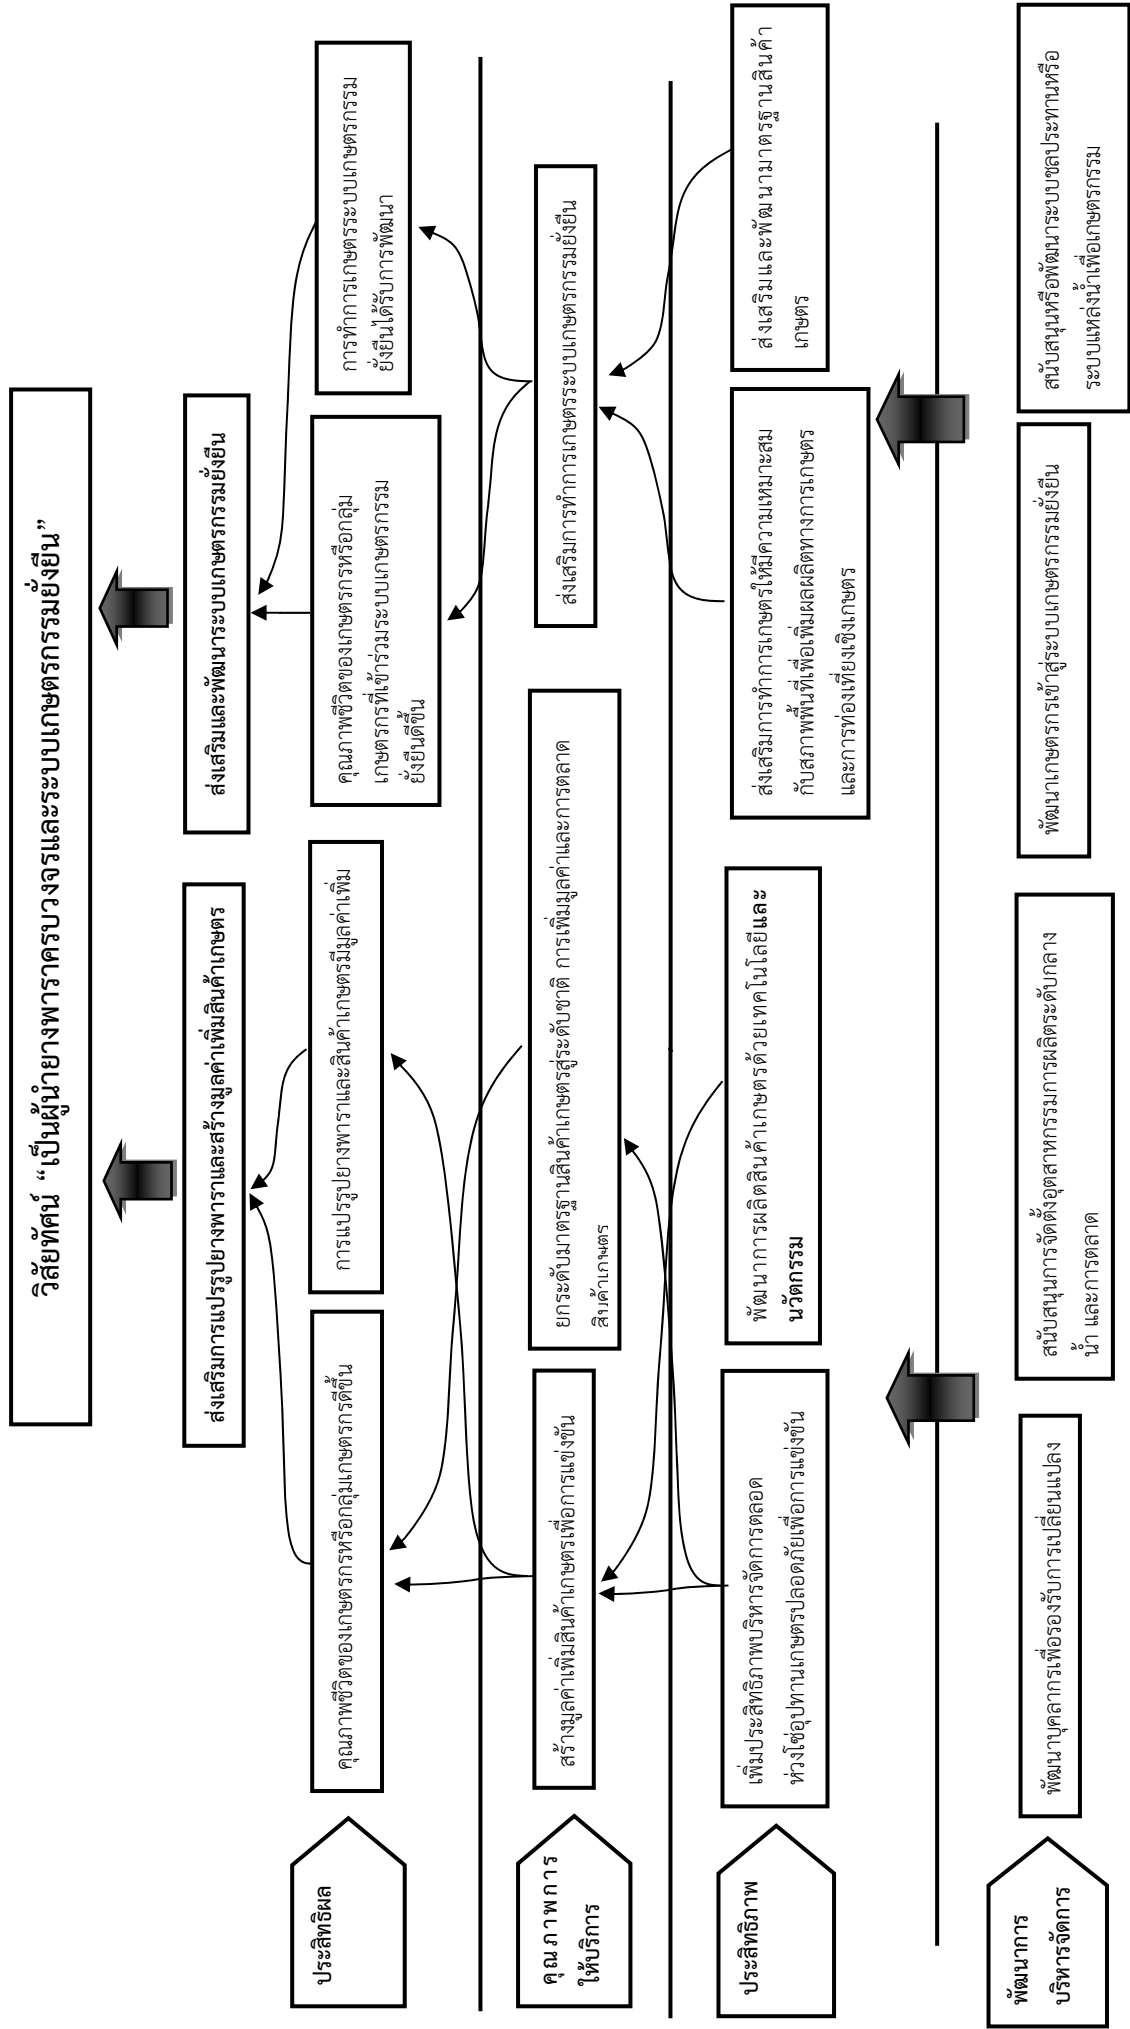 วิสัยทัศน์ “เป็นผู้นำยางพาราครบวงจรและระบบเกษตรกรรมยั่งยืน”
ส่งเสริมการแปรรูปยางพาราและสร้างมูลค่าเพิ่มสินค้าเกษตร
ส่งเสริมและพัฒนาระบบเกษตรกรรมยั่งยืน
ประสิทธิผล
คุณภาพชีวิตของเกษตรกรหรือกลุ่มเกษตรกรดีขึ้น
การแปรรูปยางพาราและสินค้าเกษตรมีมูลค่าเพิ่ม
คุณภาพชีวิตของเกษตรกรหรือกลุ่ม
เกษตรกรที่เข้าร่วมระบบเกษตรกรรม
ยั่งยืนดีขึ้น
การทำการเกษตรระบบเกษตรกรรม
ยั่งยืนได้รับการพัฒนา
คุณภาพการ
ให้บริการ
สร้างมูลค่าเพิ่มสินค้าเกษตรเพื่อการแข่งขัน
ยกระดับมาตรฐานสินค้าเกษตรสู่ระดับชาติ การเพิ่มมูลค่าและการตลาด
สินค้าเกษตร
ส่งเสริมการทำการเกษตรระบบเกษตรกรรมยั่งยืน
ประสิทธิภาพ
เพิ่มประสิทธิภาพบริหารจัดการตลอด
ห่วงโซ่อุปทานเกษตรปลอดภัยเพื่อการแข่งขัน
พัฒนาการผลิตสินค้าเกษตรด้วยเทคโนโลยีและ
นวัตกรรม
ส่งเสริมการทำการเกษตรให้มีความเหมาะสม
กับสภาพพื้นที่เพื่อเพิ่มผลผลิตทางการเกษตร
และการท่องเที่ยงเชิงเกษตร
ส่งเสริมและพัฒนามาตรฐานสินค้า
เกษตร
พัฒนาการ
บริหารจัดการ
พัฒนาบุคลากรเพื่อรองรับการเปลี่ยนแปลง
สนับสนุนการจัดตั้งอุตสาหกรรมการผลิตระดับกลาง
น้ำ และการตลาด
พัฒนาเกษตรกรเข้าสู่ระบบเกษตรกรรมยั่งยืน
สนับสนุนหรือพัฒนาระบบชลประทานหรือ
ระบบแหล่งน้ำเพื่อเกษตรกรรม